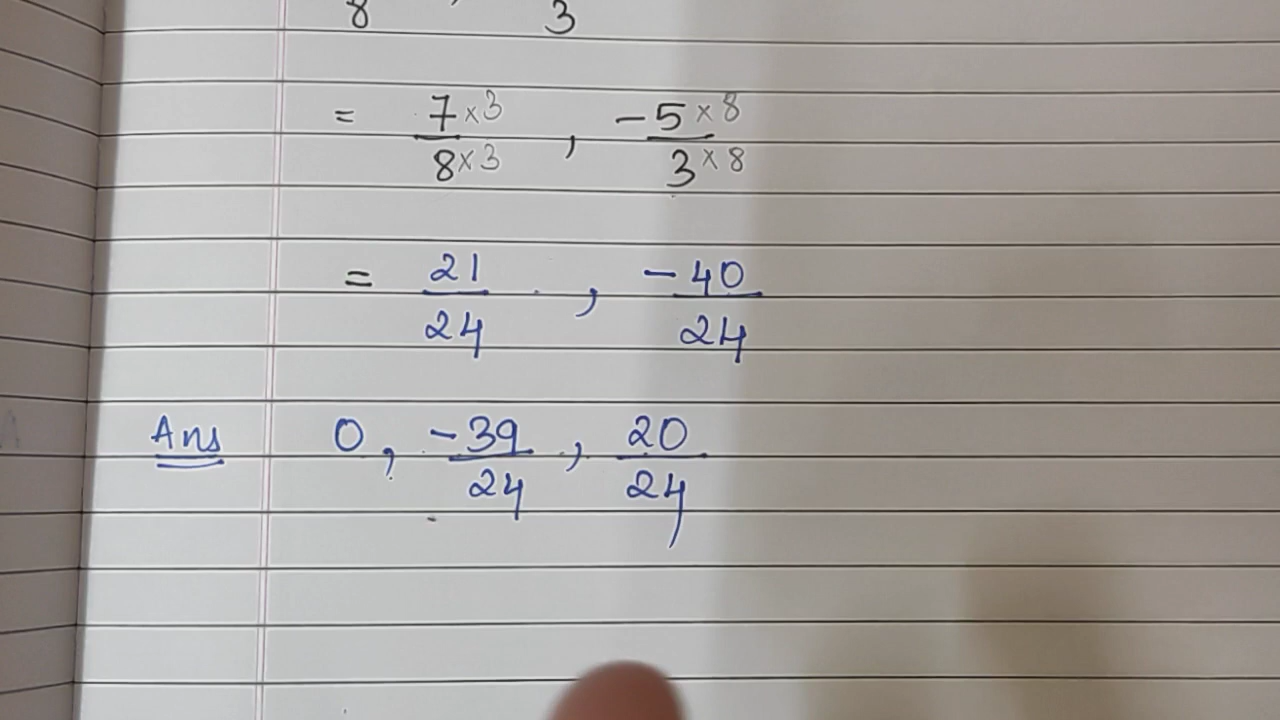 8 , 3
= 7×3 , -5×8
8×3 3×8
= 21 , -40
24 24
Ans 0 , -39 , 20
24 24